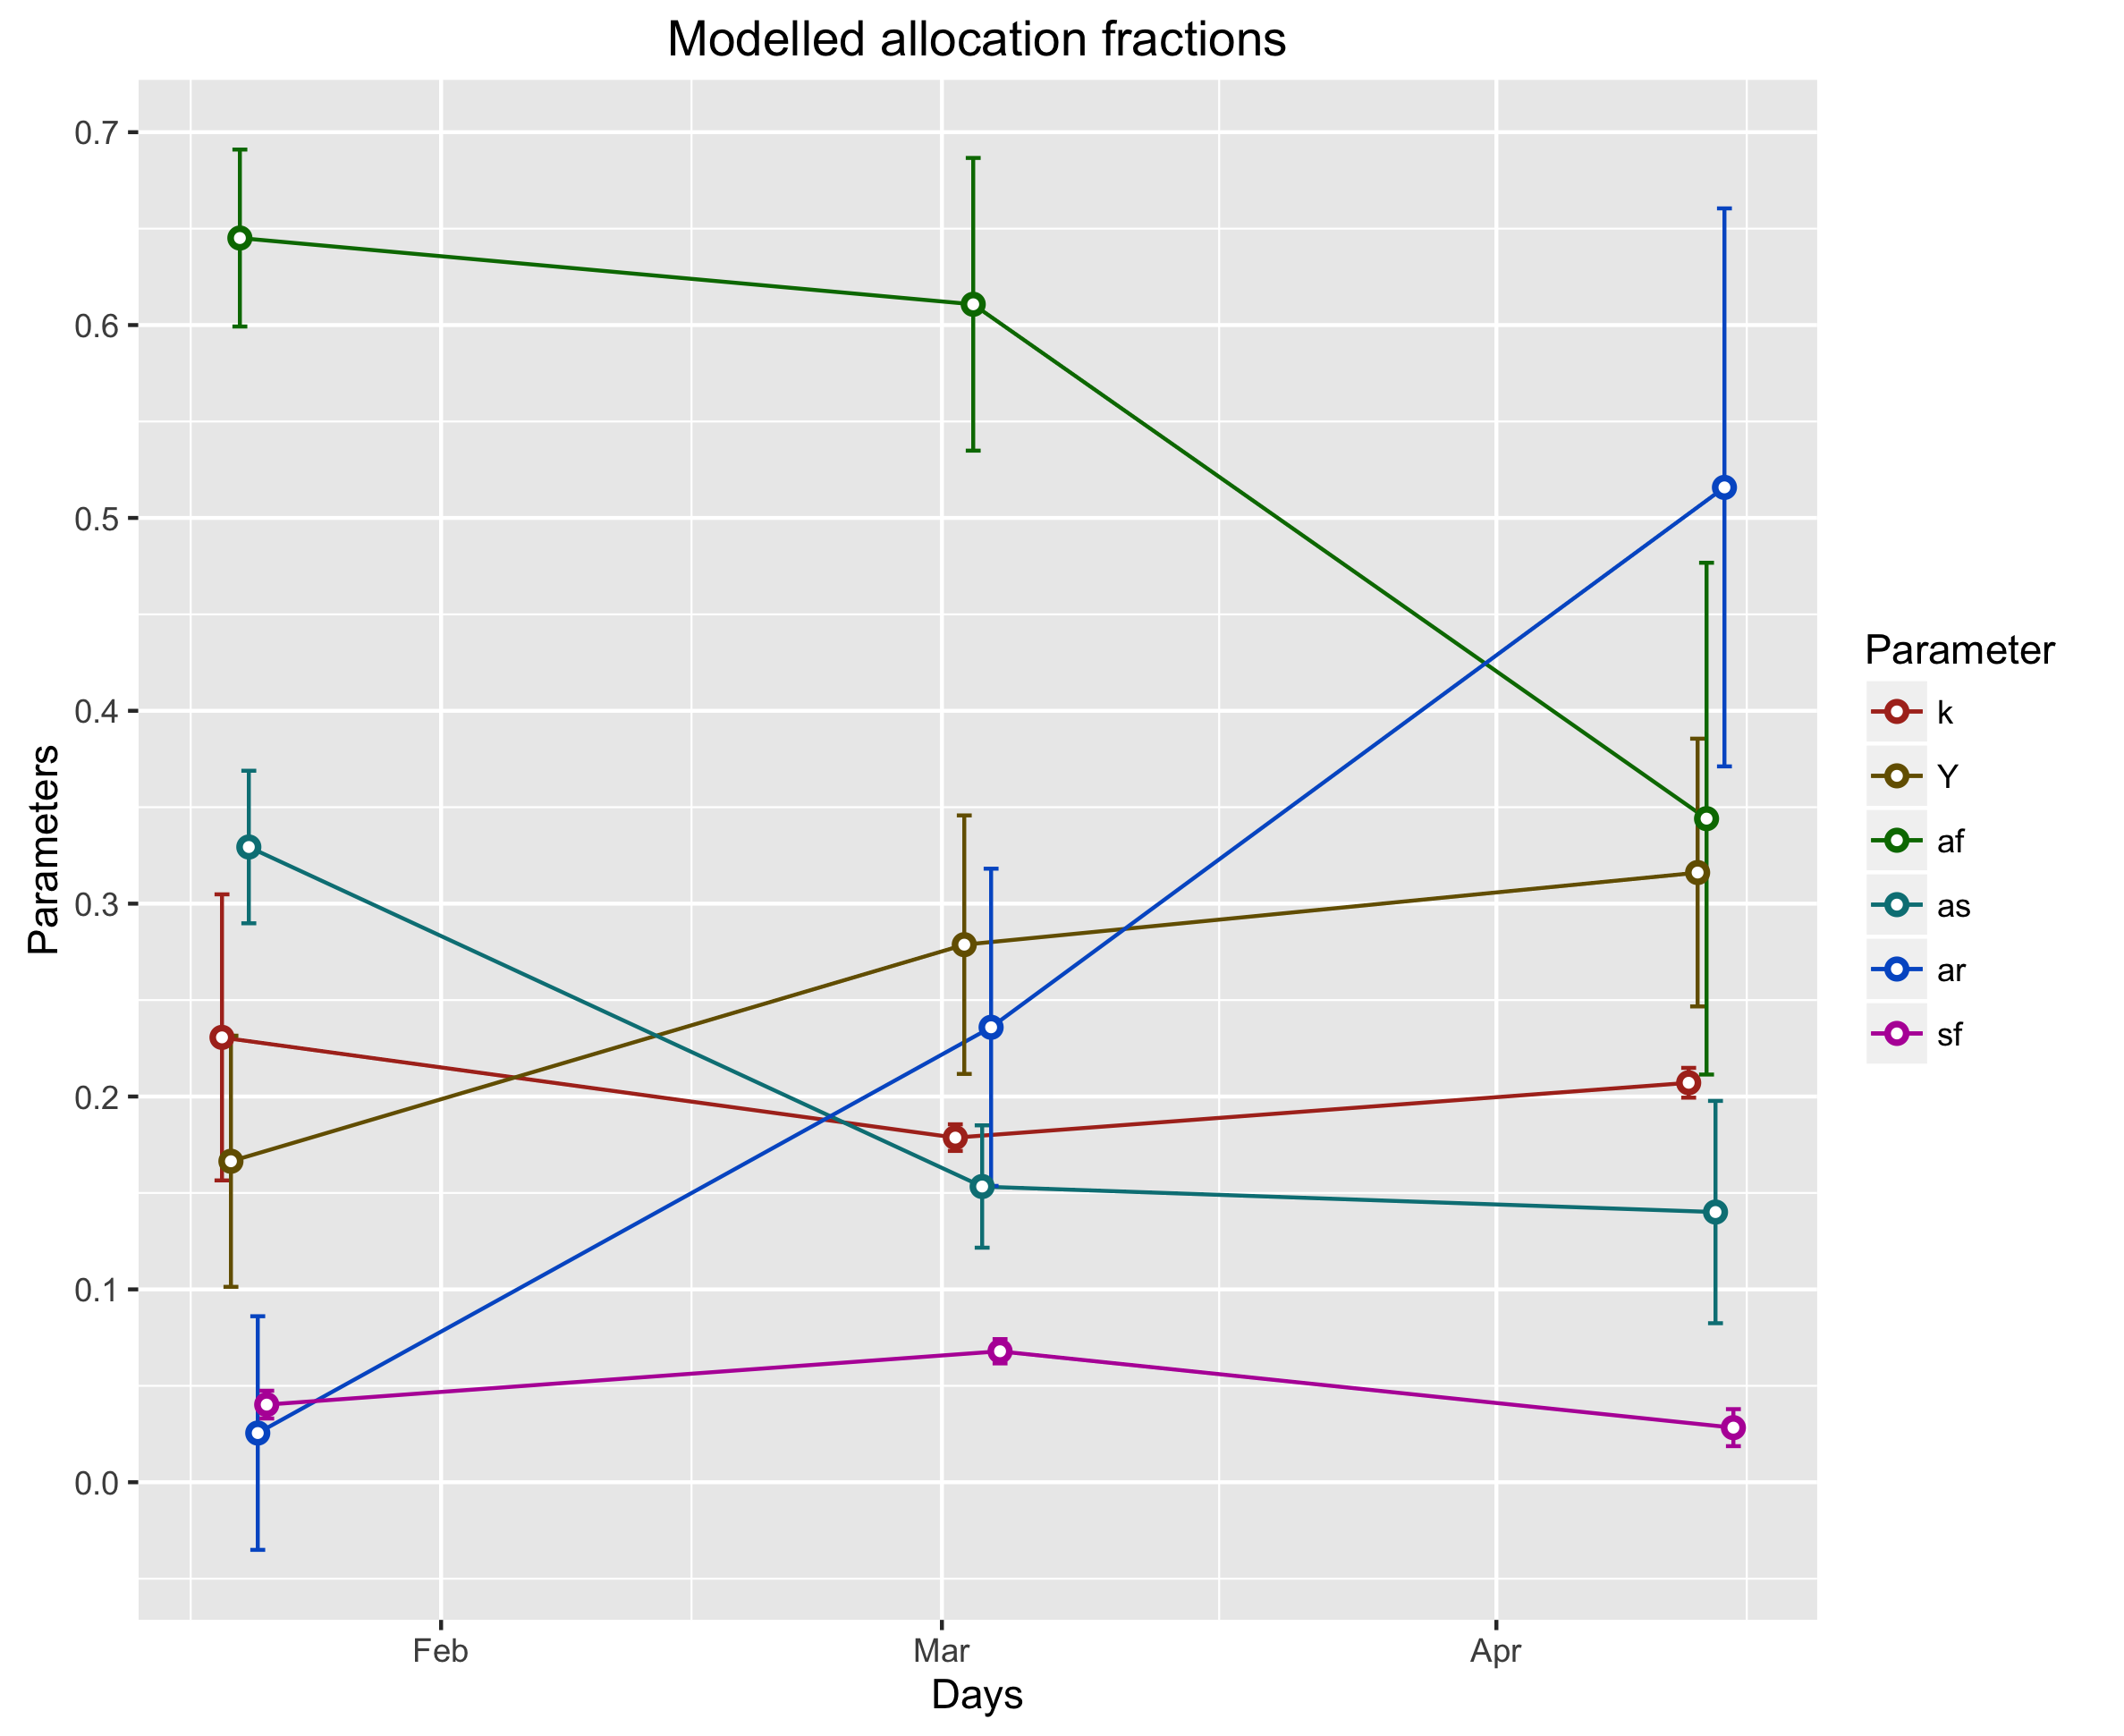 Modelled allocation fractions
Parameters
0.7
0.6
0.5
0.4
0.3
0.2
0.1
0.0
Feb Mar Apr
Days
Parameter
k
Y
af
as
ar
sf